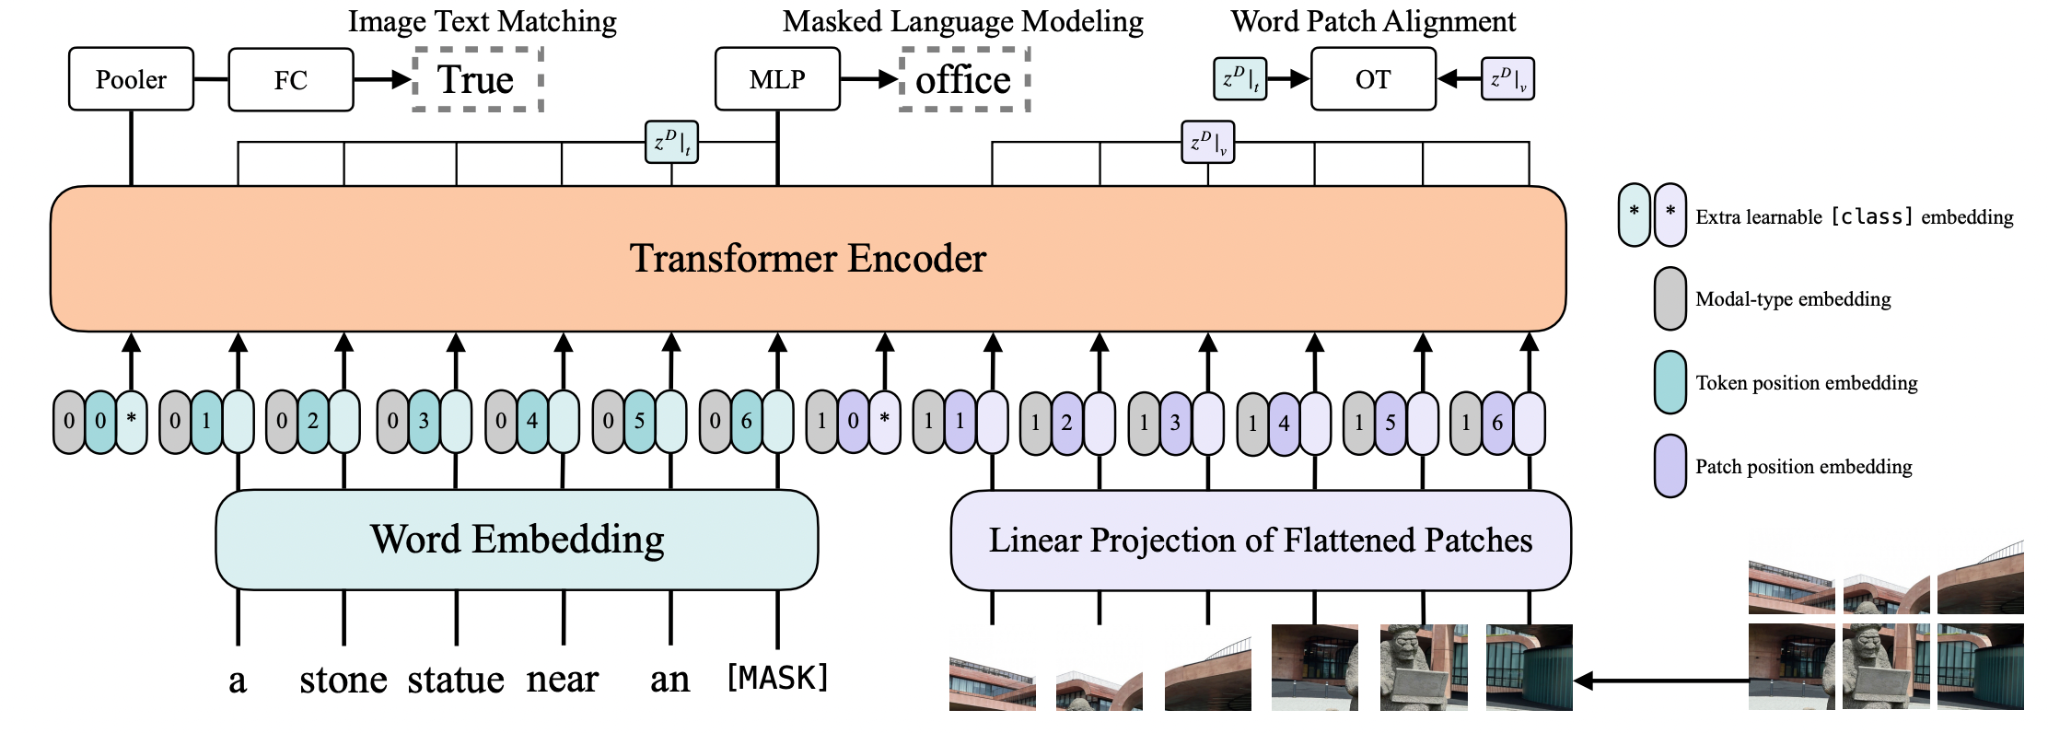 Image Text Matching
Masked Language Modeling
Word Patch Alignment
Pooler
FC
True
MLP
office
z^D|_t
OT
z^D|_v
z^D|_t
z^D|_v
Transformer Encoder
* * Extra learnable [class] embedding
Modal-type embedding
Token position embedding
Patch position embedding
0 0 * 0 1 0 2 0 3 0 4 0 5 0 6 1 0 * 1 1 1 2 1 3 1 4 1 5 1 6
Word Embedding
Linear Projection of Flattened Patches
a stone statue near an [MASK]